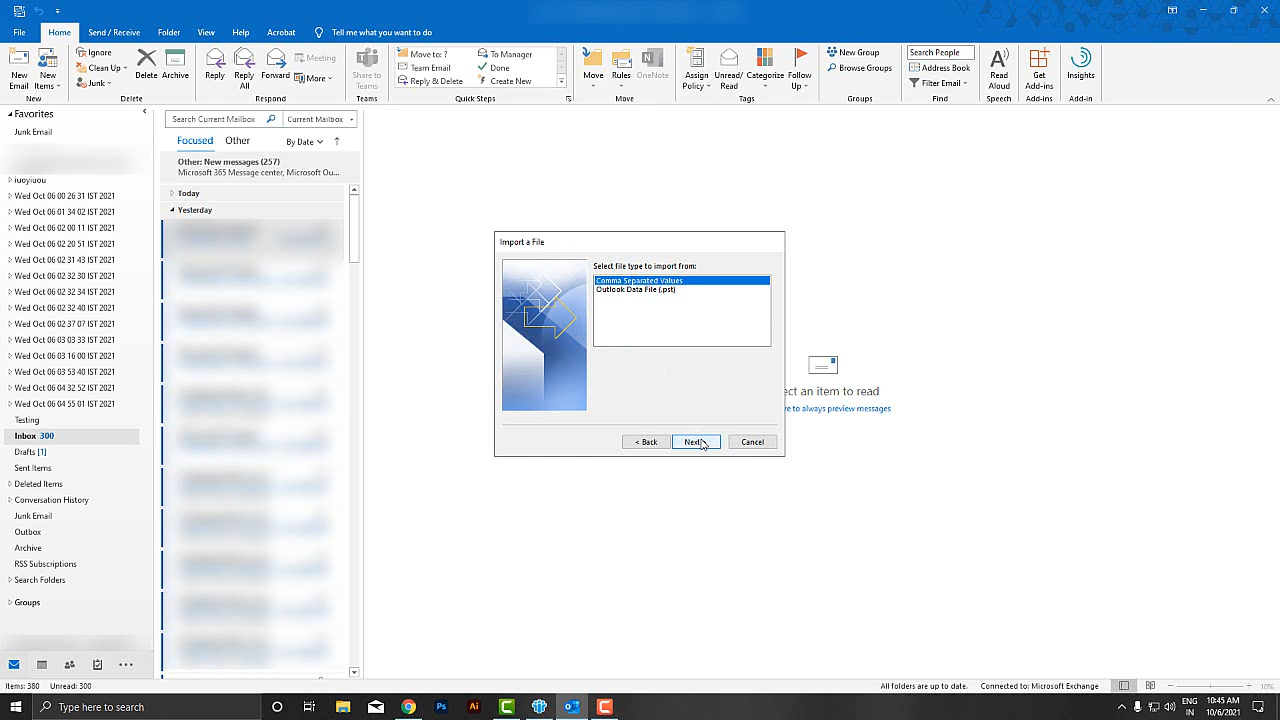 File Home Send / Receive Folder View Help Acrobat Tell me what you want to do
New Email
New Items
New
Ignore
Clean Up
Junk
Delete
Archive
Delete
Reply
Reply All
Forward
Meeting
More
Respond
Share to Teams
Teams
Move to: ?
Team Email
Reply & Delete
To Manager
Done
Create New
Quick Steps
Move
Rules
OneNote
Move
Assign Policy
Unread/ Read
Categorize
Follow Up
Tags
New Group
Browse Groups
Groups
Search People
Address Book
Filter Email
Find
Read Aloud
Speech
Get Add-ins
Add-ins
Insights
Add-in
Favorites
Junk Email
iuoyiuou
Wed Oct 06 00 26 31 IST 2021
Wed Oct 06 01 34 02 IST 2021
Wed Oct 06 02 00 11 IST 2021
Wed Oct 06 02 20 51 IST 2021
Wed Oct 06 02 31 43 IST 2021
Wed Oct 06 02 32 30 IST 2021
Wed Oct 06 02 32 34 IST 2021
Wed Oct 06 02 32 40 IST 2021
Wed Oct 06 02 37 07 IST 2021
Wed Oct 06 03 03 33 IST 2021
Wed Oct 06 03 16 00 IST 2021
Wed Oct 06 03 53 40 IST 2021
Wed Oct 06 04 32 52 IST 2021
Wed Oct 06 04 55 01 IST 2021
Testing
Inbox 300
Drafts [1]
Sent Items
Deleted Items
Conversation History
Junk Email
Outbox
Archive
RSS Subscriptions
Search Folders
Groups
Search Current Mailbox
Current Mailbox
Focused Other By Date
Other: New messages (257)
Microsoft 365 Message center, Microsoft Ou...
Today
Yesterday
Import a File
Select file type to import from:
Comma Separated Values
Outlook Data File (.pst)
< Back Next Cancel
ect an item to read
re to always preview messages
Items: 380 Unread: 300 All folders are up to date. Connected to: Microsoft Exchange 10%
Type here to search
Ps Ai
ENG
IN
10:45 AM
10/6/2021